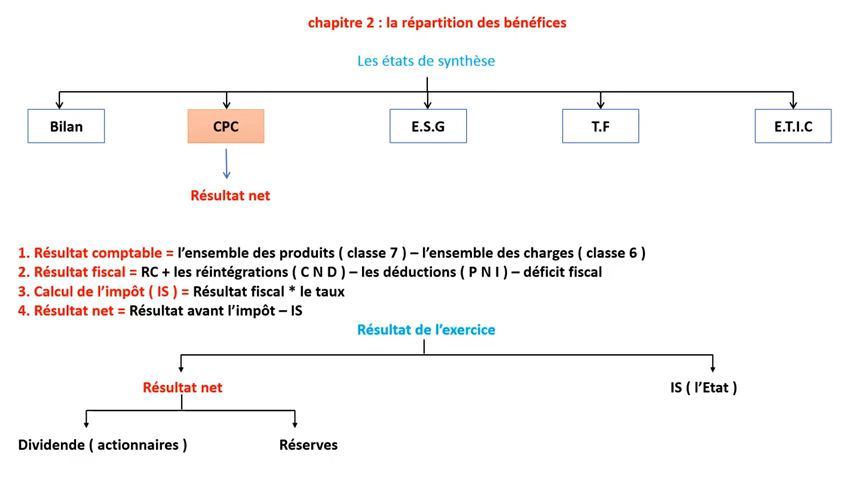 chapitre 2 : la répartition des bénéfices
Les états de synthèse
Bilan
CPC
E.S.G
T.F
E.T.I.C
Résultat net
1. Résultat comptable = l’ensemble des produits ( classe 7 ) – l’ensemble des charges ( classe 6 )
2. Résultat fiscal = RC + les réintégrations ( C N D ) – les déductions ( P N I ) – déficit fiscal
3. Calcul de l’impôt ( IS ) = Résultat fiscal * le taux
4. Résultat net = Résultat avant l’impôt – IS
Résultat de l’exercice
Résultat net
IS ( l’Etat )
Dividende ( actionnaires )
Réserves